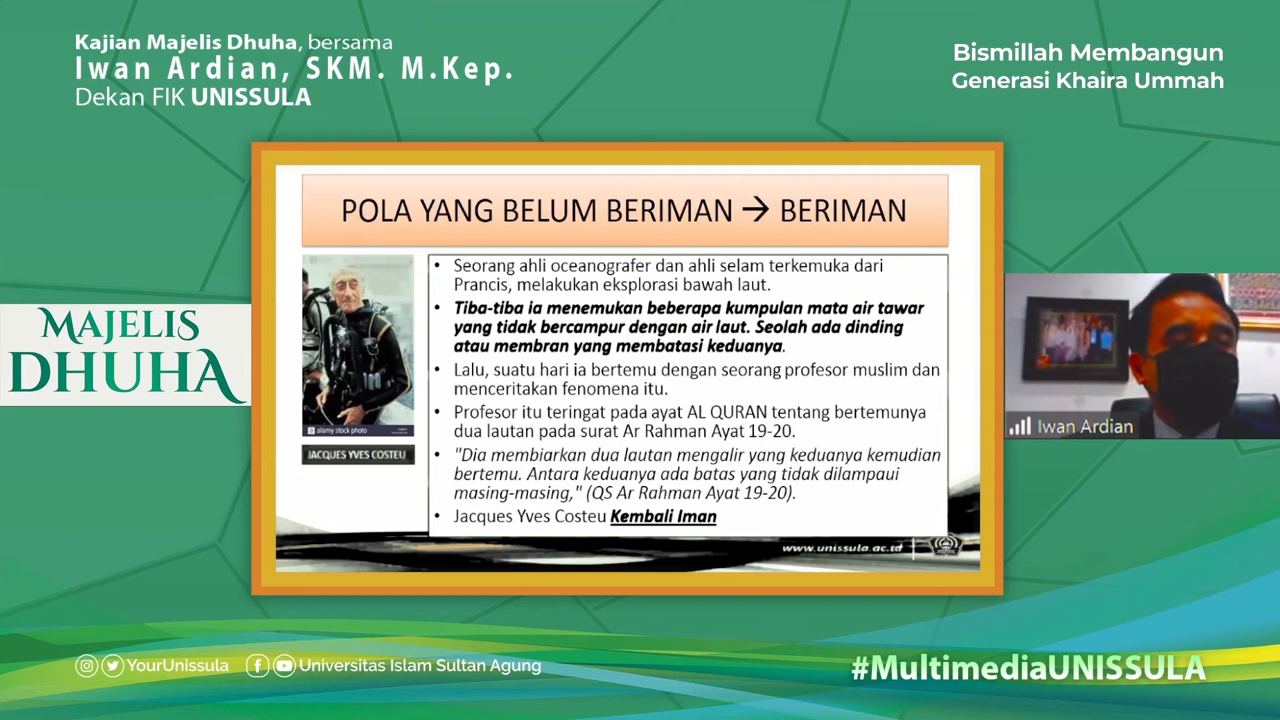 Kajian Majelis Dhuha, bersama
Iwan Ardian, SKM. M.Kep.
Dekan FIK UNISSULA
Bismillah Membangun
Generasi Khaira Ummah
MAJELIS
DHUHA
POLA YANG BELUM BERIMAN → BERIMAN
alamy stock photo
JACQUES YVES COSTEU
• Seorang ahli oceanografer dan ahli selam terkemuka dari
Prancis, melakukan eksplorasi bawah laut.
• Tiba-tiba ia menemukan beberapa kumpulan mata air tawar
yang tidak bercampur dengan air laut. Seolah ada dinding
atau membran yang membatasi keduanya.
• Lalu, suatu hari ia bertemu dengan seorang profesor muslim dan
menceritakan fenomena itu.
• Profesor itu teringat pada ayat AL QURAN tentang bertemunya
dua lautan pada surat Ar Rahman Ayat 19-20.
• "Dia membiarkan dua lautan mengalir yang keduanya kemudian
bertemu. Antara keduanya ada batas yang tidak dilampaui
masing-masing," (QS Ar Rahman Ayat 19-20).
• Jacques Yves Costeu Kembali Iman
www.unissula.ac.id
Iwan Ardian
YourUnissula
Universitas Islam Sultan Agung
#MultimediaUNISSULA